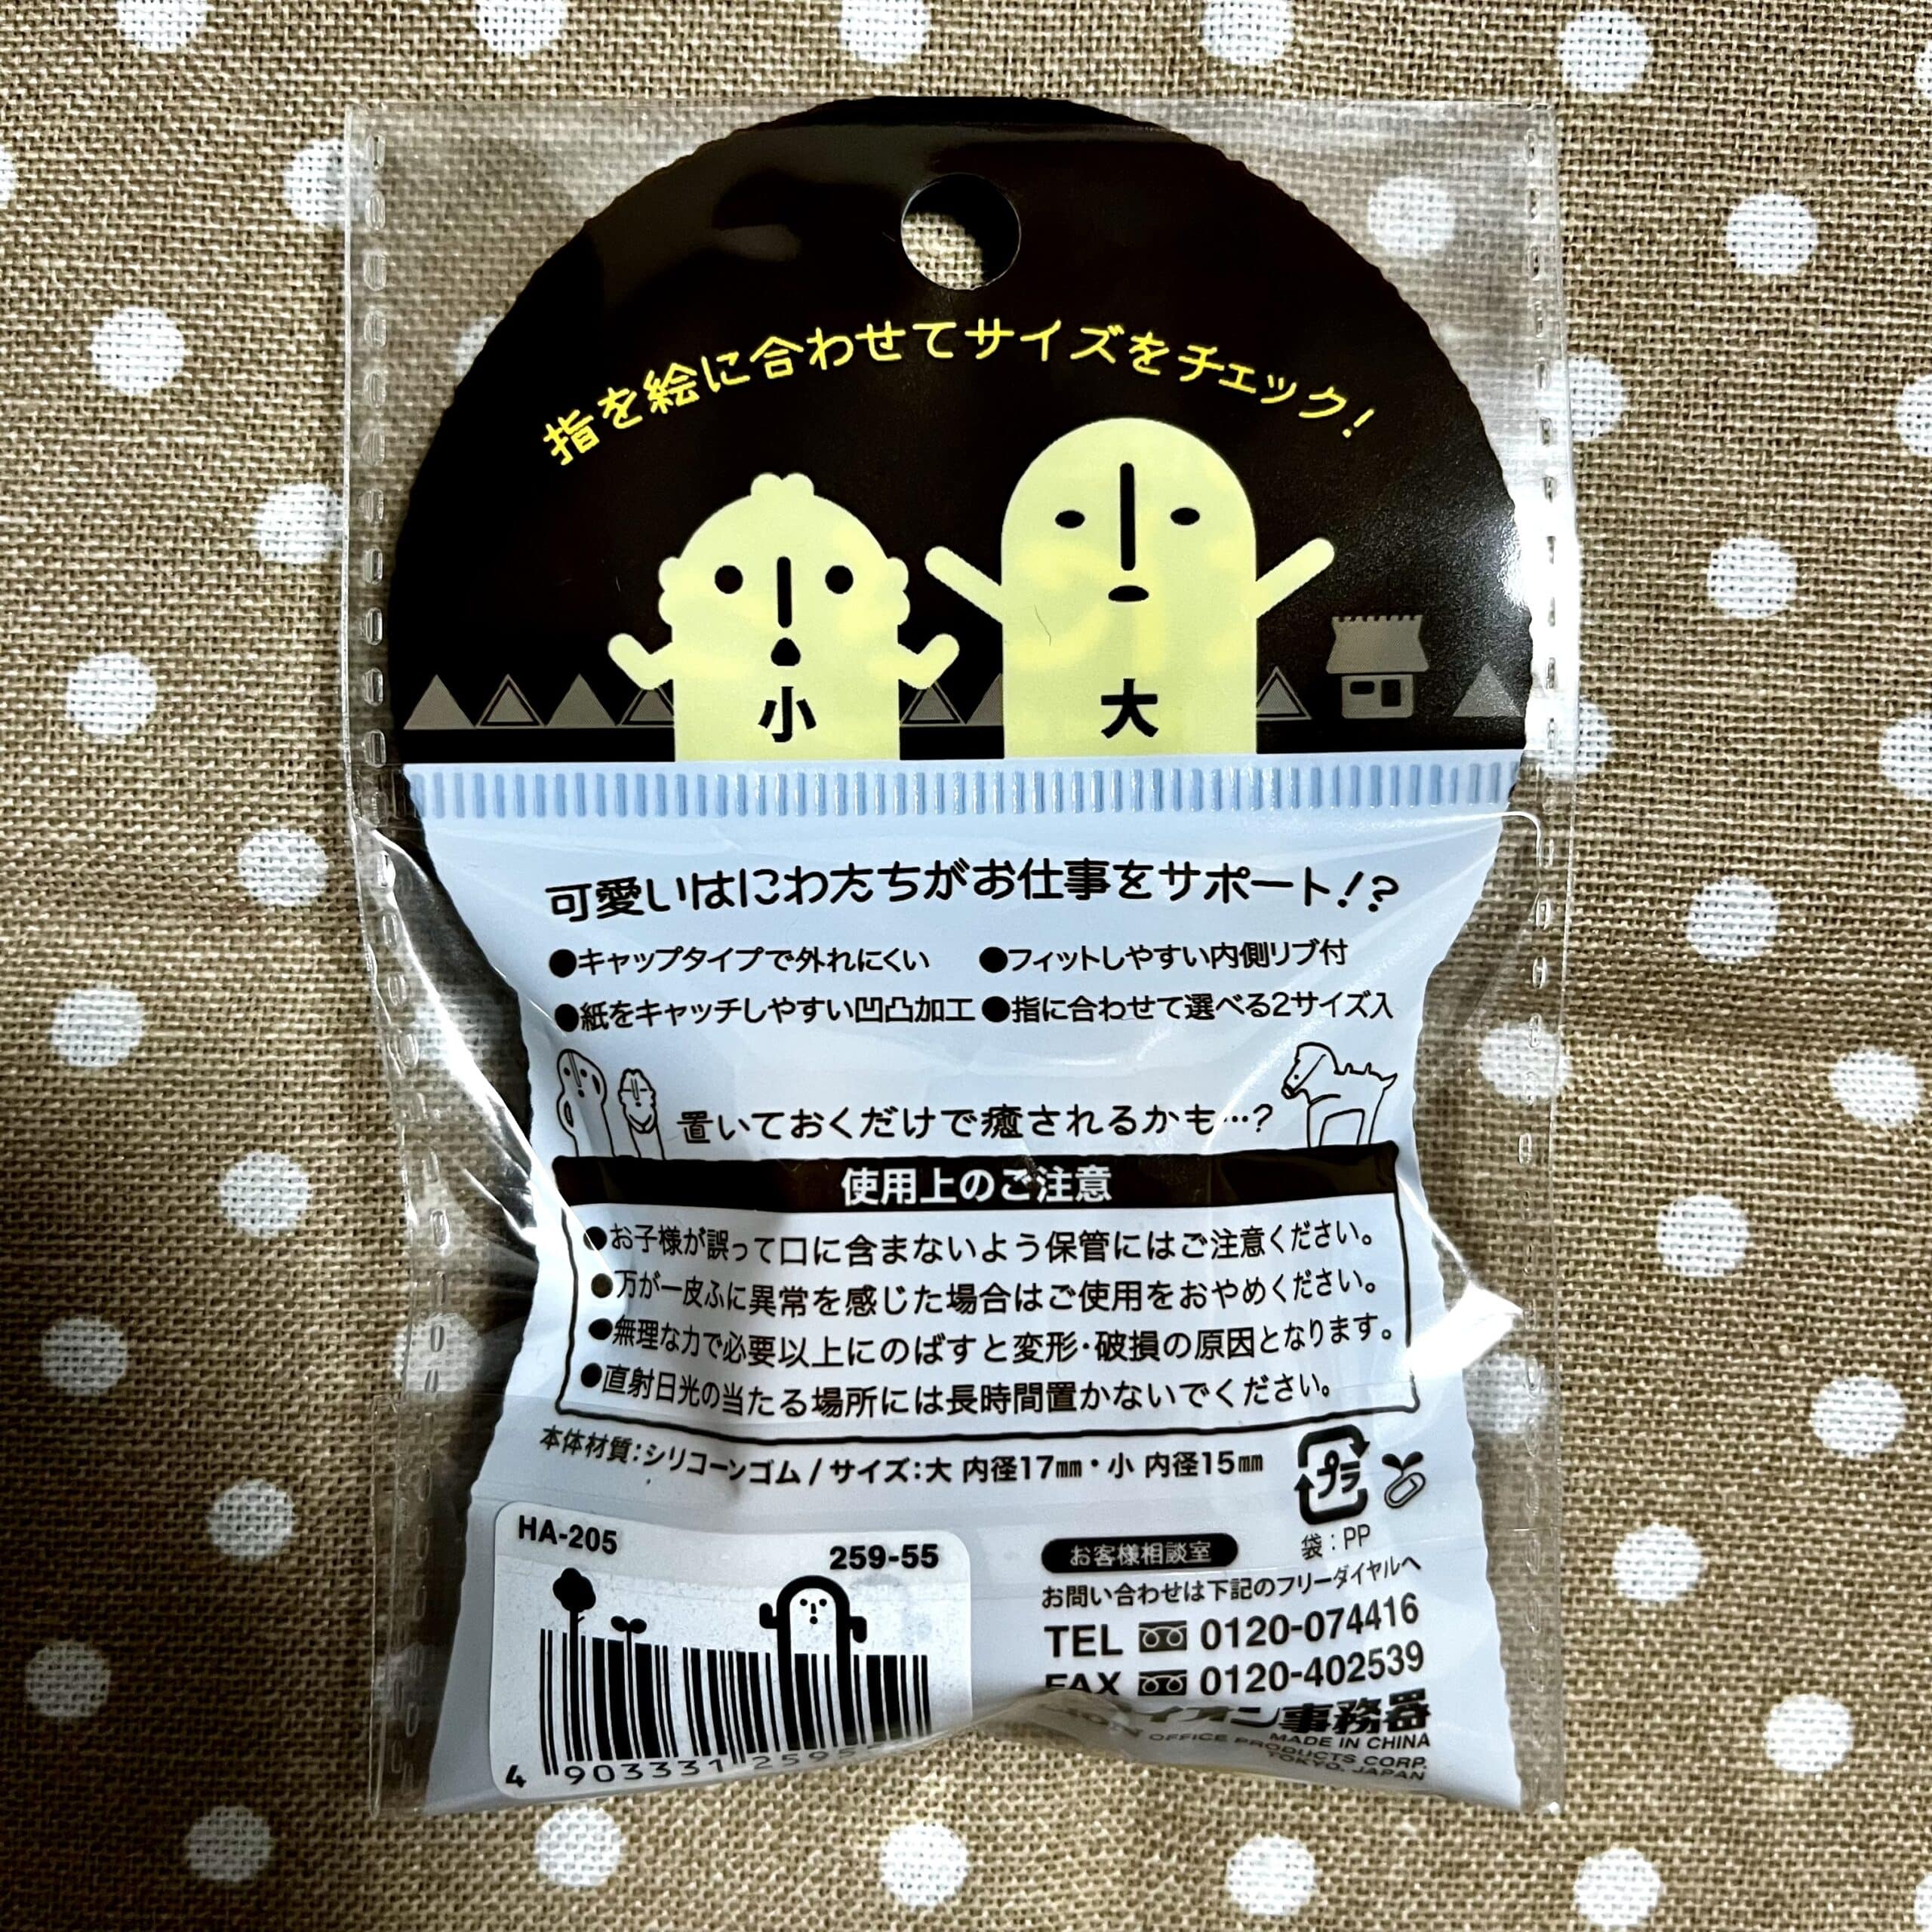 指を絵に合わせてサイズをチェック!
小 大
可愛いはにわたちがお仕事をサポート!?
●キャップタイプで外れにくい ●フィットしやすい内側リブ付
●紙をキャッチしやすい凹凸加工 ●指に合わせて選べる2サイズ入
置いておくだけで癒されるかも…?
使用上のご注意
●お子様が誤って口に含まないよう保管にはご注意ください。
●万が一皮ふに異常を感じた場合はご使用をおやめください。
●無理な力で必要以上にのばすと変形・破損の原因となります。
●直射日光の当たる場所には長時間置かないでください。
本体材質:シリコーンゴム / サイズ:大 内径17㎜・小 内径15㎜
プラ
袋:PP
HA-205
259-55
4 903331 259
お客様相談室
お問い合わせは下記のフリーダイヤルへ
TEL 0120-074416
FAX 0120-402539
イオン事務器
MADE IN CHINA
OFFICE PRODUCTS CORP.
TOKYO, JAPAN